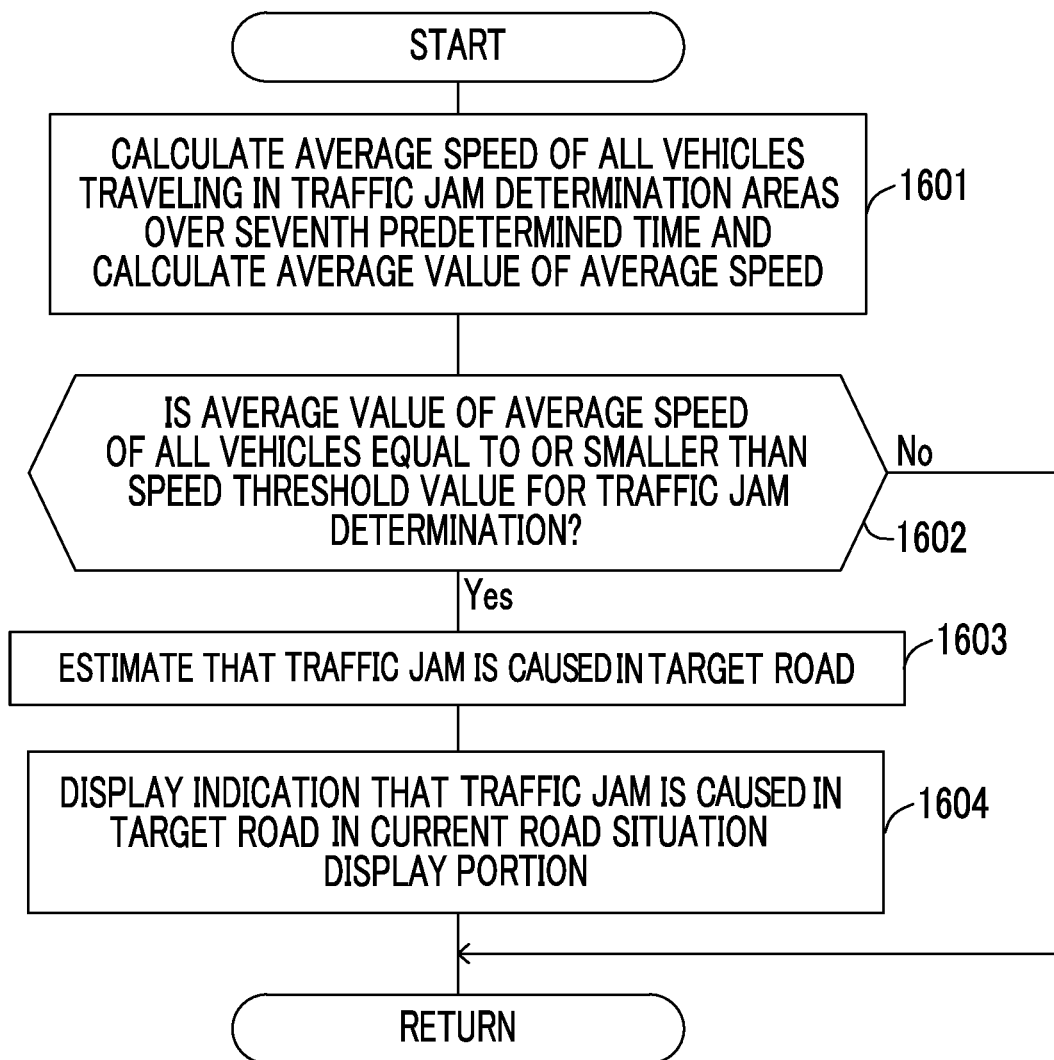 START
CALCULATE AVERAGE SPEED OF ALL VEHICLES
TRAVELING IN TRAFFIC JAM DETERMINATION AREAS
OVER SEVENTH PREDETERMINED TIME AND
CALCULATE AVERAGE VALUE OF AVERAGE SPEED
1601
IS AVERAGE VALUE OF AVERAGE SPEED
OF ALL VEHICLES EQUAL TO OR SMALLER THAN
SPEED THRESHOLD VALUE FOR TRAFFIC JAM
DETERMINATION?
No
1602
Yes
ESTIMATE THAT TRAFFIC JAM IS CAUSED IN TARGET ROAD
1603
DISPLAY INDICATION THAT TRAFFIC JAM IS CAUSED IN
TARGET ROAD IN CURRENT ROAD SITUATION
DISPLAY PORTION
1604
RETURN